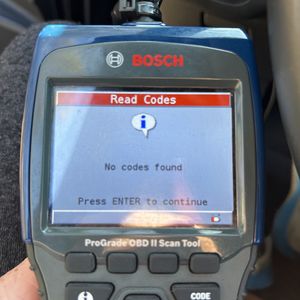 BOSCH
Read Codes
i
No codes found
Press ENTER to continue
ProGrade OBD II Scan Tool
CODE